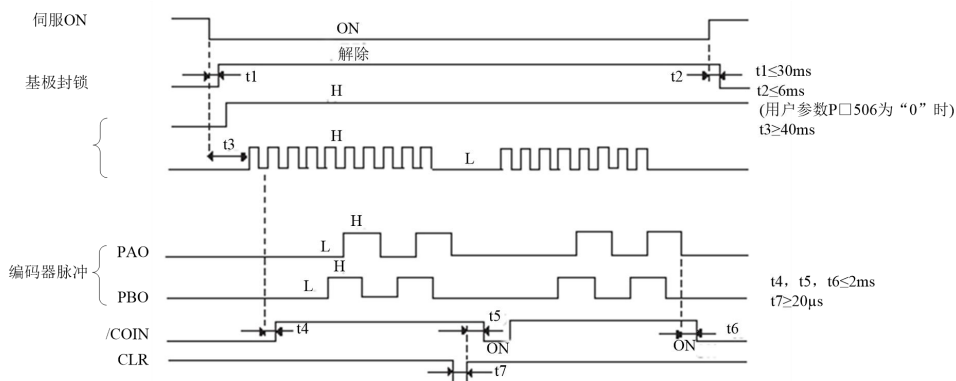 伺服ON
ON
解除
基极封锁
t1
t2
t1≤30ms
t2≤6ms
(用户参数P□506为“0”时)
t3≥40ms
H
t3
H
L
编码器脉冲
PAO
L
H
PBO
L
H
t4，t5，t6≤2ms
t7≥20μs
/COIN
t4
t5
ON
ON
t6
CLR
t7